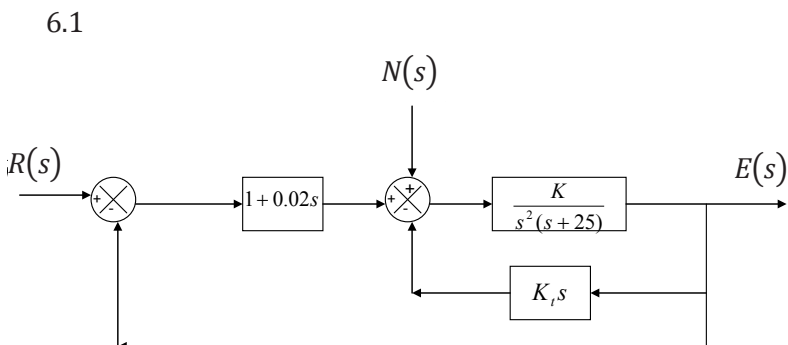 6.1
N(s)
R(s)
E(s)
+
-
1+0.02s
+
+
-
K
s²(s+25)
Kₜs